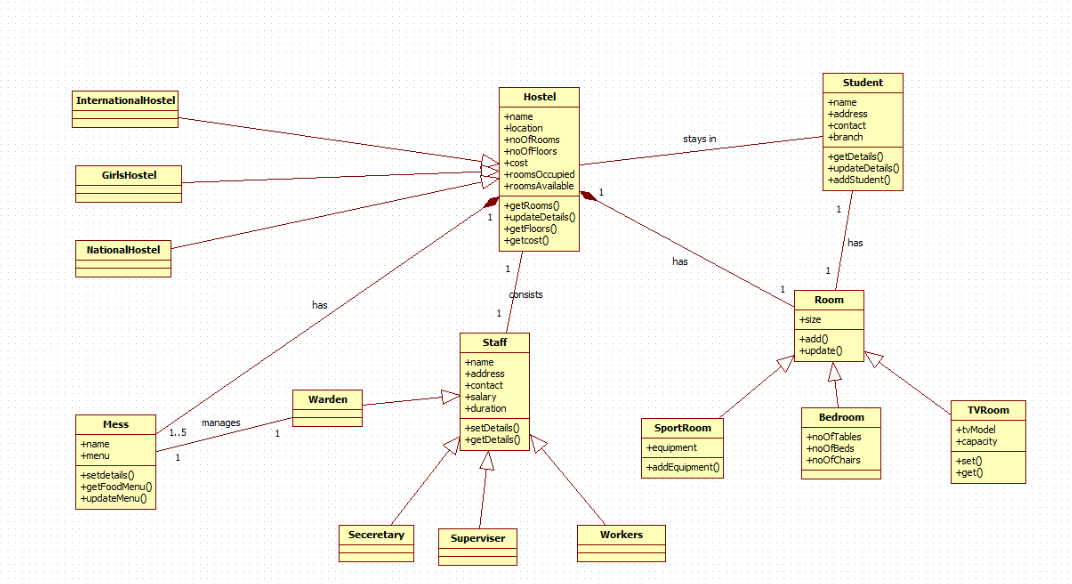 InternationalHostel
GirlsHostel
NationalHostel
Hostel
+name
+location
+noOfRooms
+noOfFloors
+cost
+roomsOccupied
+roomsAvailable
+getRooms()
+updateDetails()
+getFloors()
+getcost()
stays in
Student
+name
+address
+contact
+branch
+getDetails()
+updateDetails()
+addStudent()
1
1
1
has
1
has
1
1
1
consists
1
has
Room
+size
+add()
+update()
Staff
+name
+address
+contact
+salary
+duration
+setDetails()
+getDetails()
Warden
manages
1
1..5
1
Mess
+name
+menu
+setdetails()
+getFoodMenu()
+updateMenu()
SportRoom
+equipment
+addEquipment()
Bedroom
+noOfTables
+noOfBeds
+noOfChairs
TVRoom
+tvModel
+capacity
+set()
+get()
Seceretary
Superviser
Workers